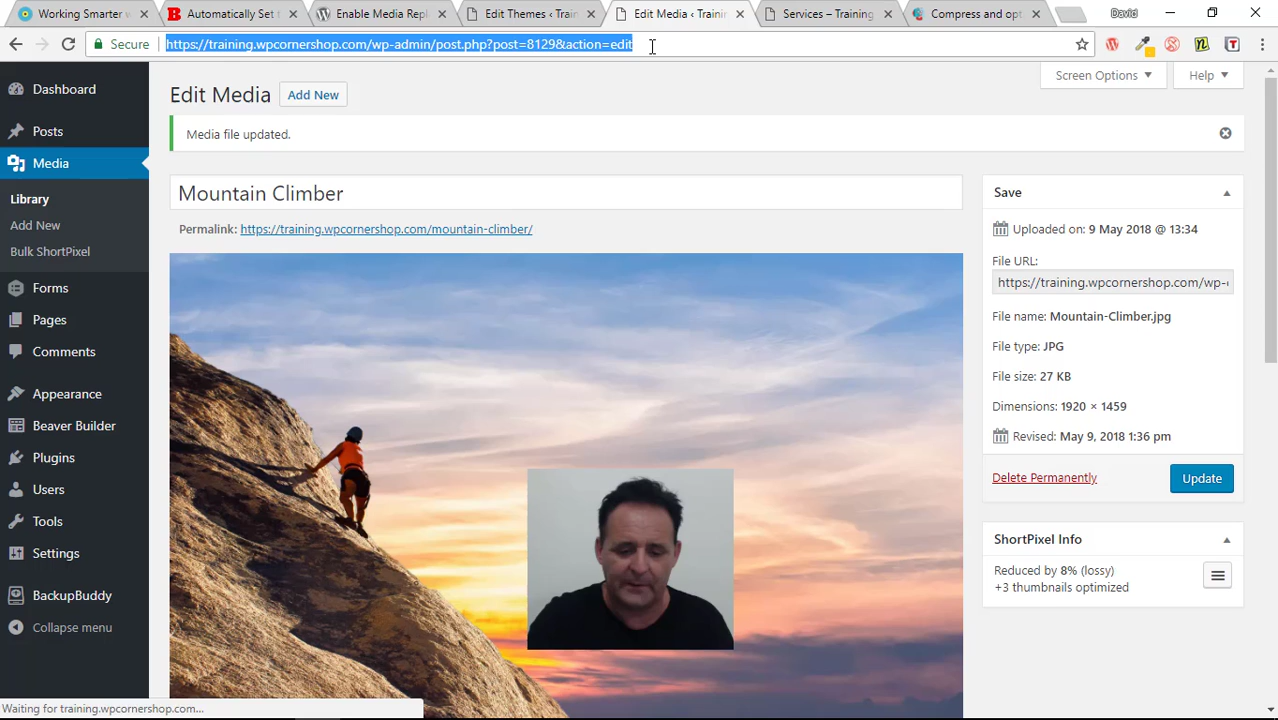 Working Smarter w
Automatically Set t
Enable Media Repl
Edit Themes ‹ Train
Edit Media ‹ Trainin
Services – Training
Compress and opt
David
Secure
https://training.wpcornershop.com/wp-admin/post.php?post=8129&action=edit
Screen Options
Help
Dashboard
Posts
Media
Library
Add New
Bulk ShortPixel
Forms
Pages
Comments
Appearance
Beaver Builder
Plugins
Users
Tools
Settings
BackupBuddy
Collapse menu
Edit Media
Add New
Media file updated.
Mountain Climber
Permalink: https://training.wpcornershop.com/mountain-climber/
Save
Uploaded on: 9 May 2018 @ 13:34
File URL:
https://training.wpcornershop.com/wp-
File name: Mountain-Climber.jpg
File type: JPG
File size: 27 KB
Dimensions: 1920 × 1459
Revised: May 9, 2018 1:36 pm
Delete Permanently
Update
ShortPixel Info
Reduced by 8% (lossy)
+3 thumbnails optimized
Waiting for training.wpcornershop.com...